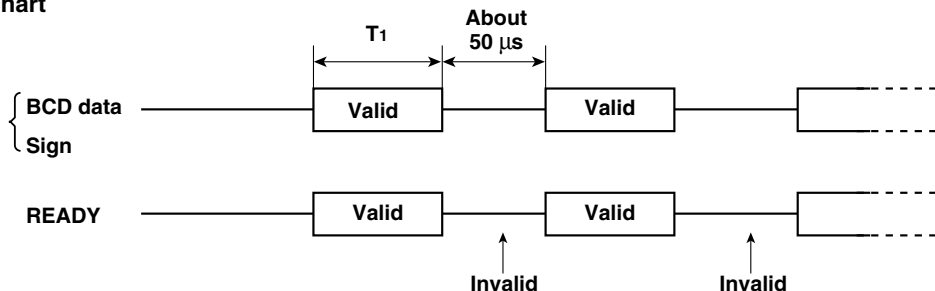 hart
T1
About
50 μs
BCD data
Valid
Valid
Sign
READY
Valid
Valid
Invalid
Invalid